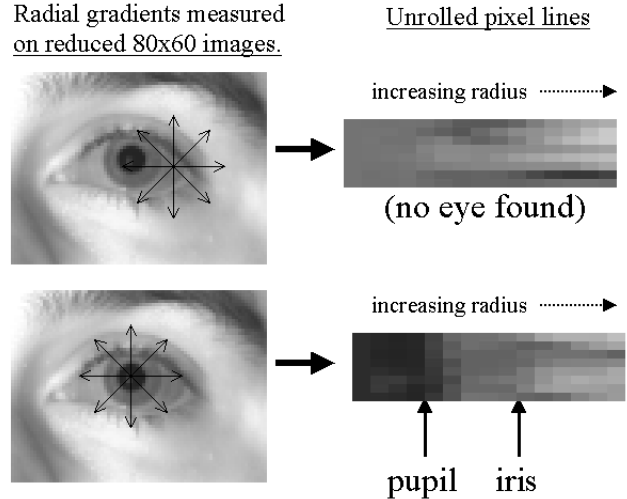 Radial gradients measured
on reduced 80x60 images.
Unrolled pixel lines
increasing radius
(no eye found)
increasing radius
pupil
iris